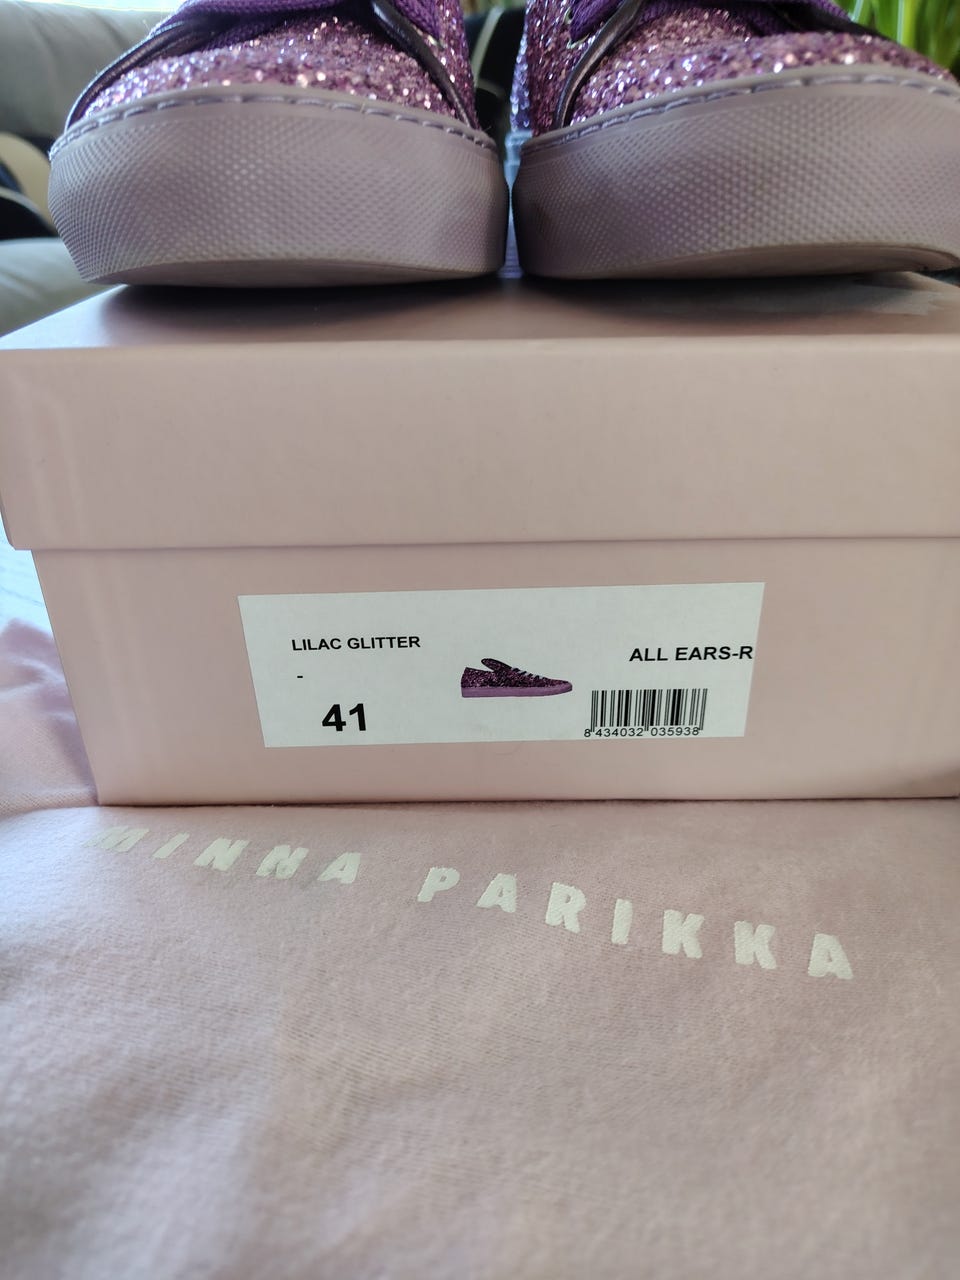 LILAC GLITTER
-
41
ALL EARS-R
8 434032 035938
MINNA PARIKKA